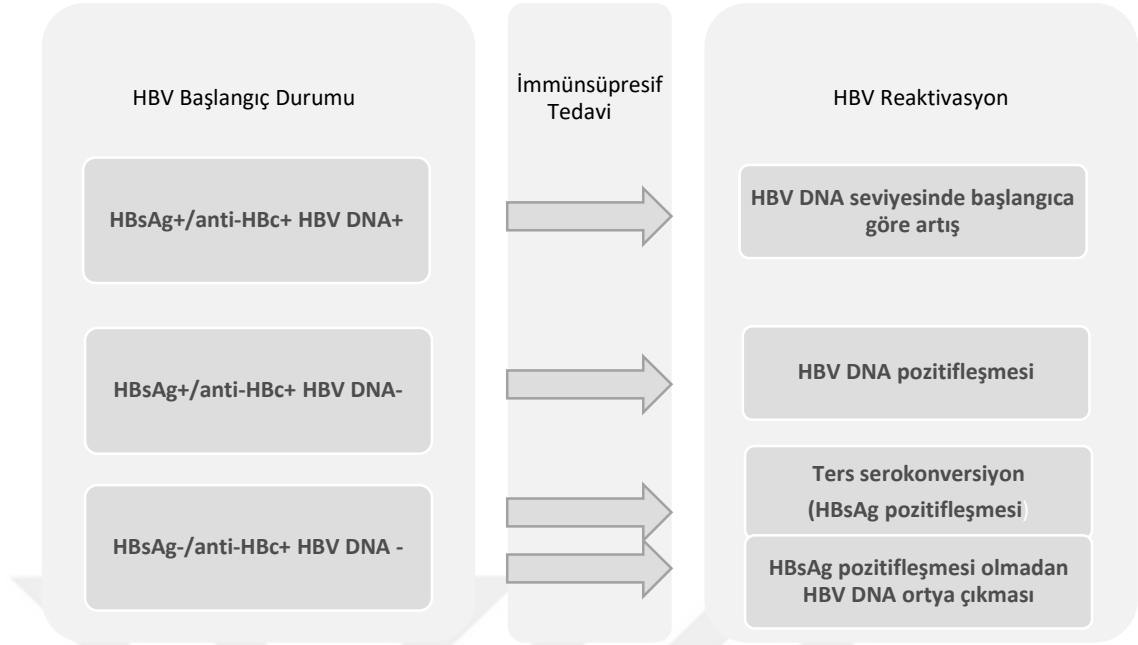 HBV Başlangıç Durumu
İmmünsüpresif
Tedavi
HBV Reaktivasyon
HBsAg+/anti-HBc+ HBV DNA+
HBV DNA seviyesinde başlangıca
göre artış
HBsAg+/anti-HBc+ HBV DNA-
HBV DNA pozitifleşmesi
HBsAg-/anti-HBc+ HBV DNA -
Ters serokonversiyon
(HBsAg pozitifleşmesi)
HBsAg pozitifleşmesi olmadan
HBV DNA ortya çıkması